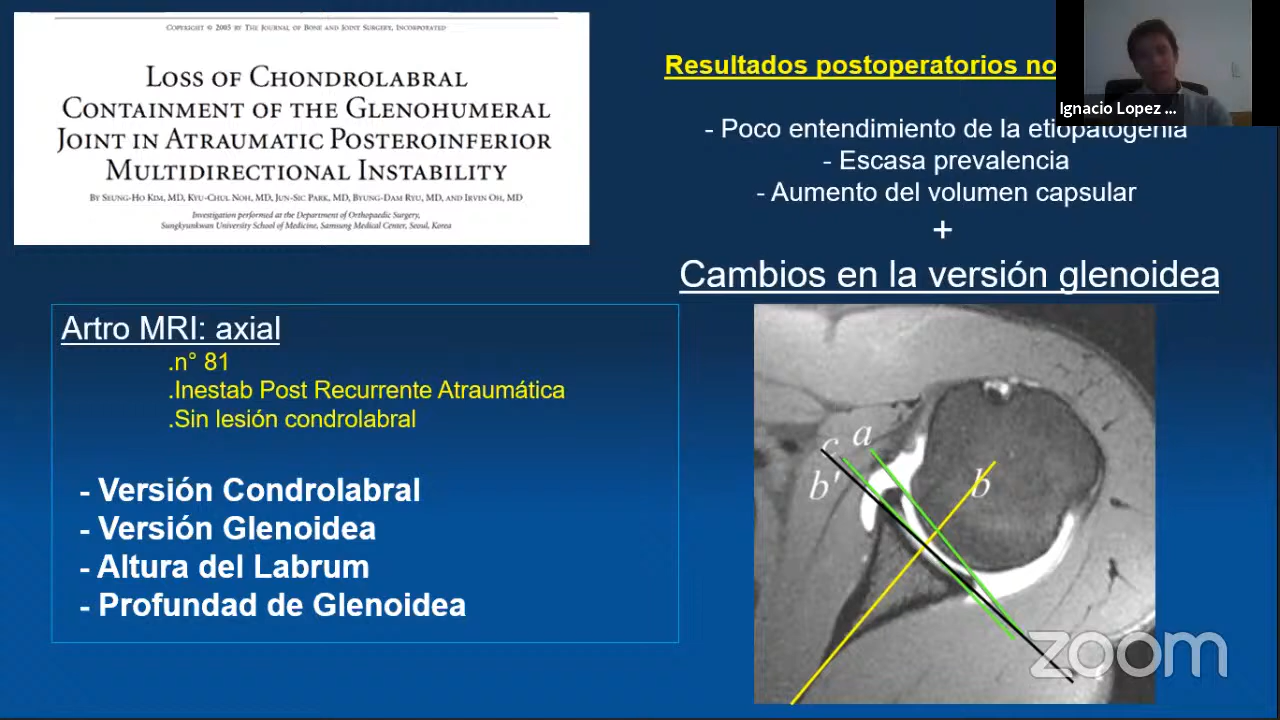 COPYRIGHT © 2005 BY THE JOURNAL OF BONE AND JOINT SURGERY, INCORPORATED
LOSS OF CHONDROLABRAL
CONTAINMENT OF THE GLENOHUMERAL
JOINT IN ATRAUMATIC POSTEROINFERIOR
MULTIDIRECTIONAL INSTABILITY
BY SEUNG-HO KIM, MD, KYU-CHUL NOH, MD, JUN-SIC PARK, MD, BYUNG-DAM RYU, MD, AND IRVIN OH, MD
Investigation performed at the Department of Orthopaedic Surgery,
Sungkyunkwan University School of Medicine, Samsung Medical Center, Seoul, Korea
Resultados postoperatorios no
Ignacio Lopez ...
- Poco entendimiento de la etiopatogenia
- Escasa prevalencia
- Aumento del volumen capsular
+
Cambios en la versión glenoidea
Artro MRI: axial
.n° 81
.Inestab Post Recurrente Atraumática
.Sin lesión condrolabral
- Versión Condrolabral
- Versión Glenoidea
- Altura del Labrum
- Profundad de Glenoidea
c a
b' b
zoom